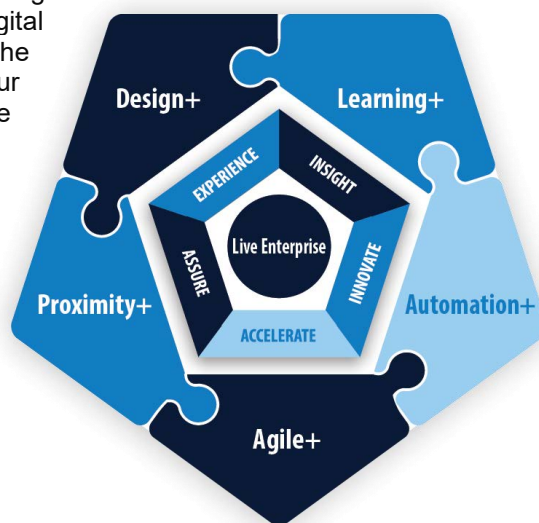 Design+
Learning+
EXPERIENCE
INSIGHT
Live Enterprise
ASSURE
INNOVATE
Proximity+
Automation+
ACCELERATE
Agile+